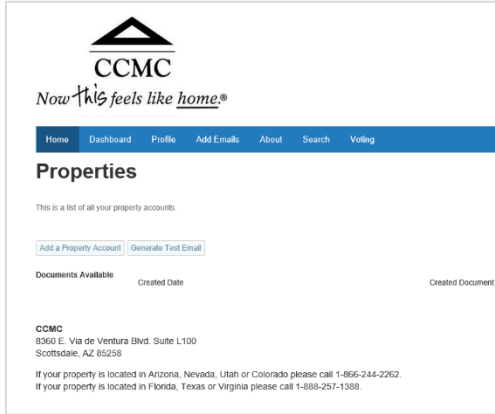 CCMC
Now this feels like home.®
Home Dashboard Profile Add Emails About Search Voting
Properties
This is a list of all your property accounts.
Add a Property Account Generate Test Email
Documents Available
Created Date Created Document
CCMC
8360 E. Via de Ventura Blvd. Suite L100
Scottsdale, AZ 85258
If your property is located in Arizona, Nevada, Utah or Colorado please call 1-866-244-2262.
If your property is located in Florida, Texas or Virginia please call 1-888-257-1388.